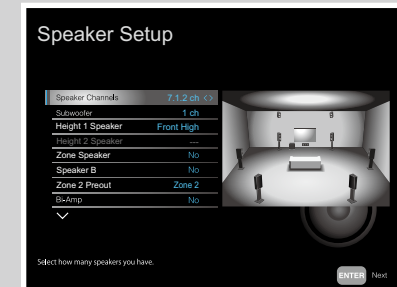 Speaker Setup
Speaker Channels 7.1.2 ch <>
Subwoofer 1 ch
Height 1 Speaker Front High
Height 2 Speaker ---
Zone Speaker No
Speaker B No
Zone 2 Preout Zone 2
Bi-Amp No
Select how many speakers you have.
ENTER Next